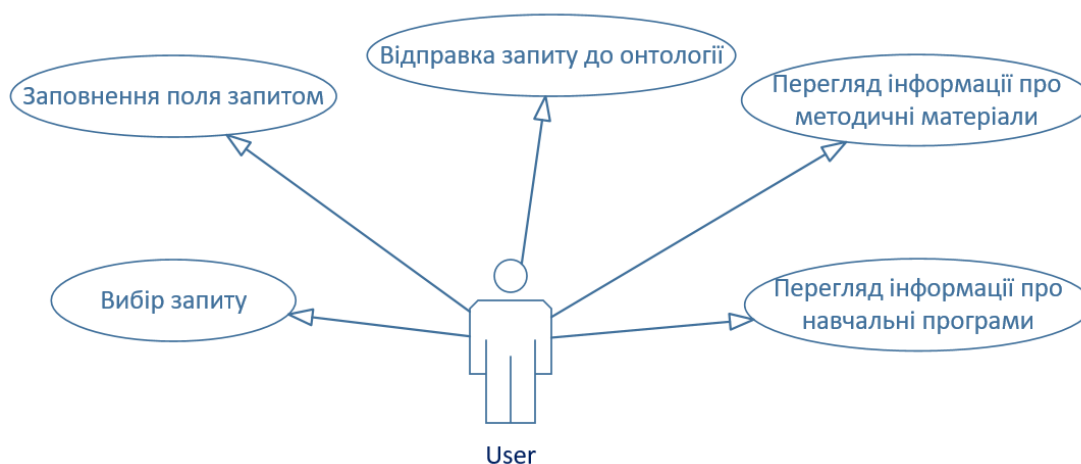 Відправка запиту до онтології
Заповнення поля запитом
Перегляд інформації про
методичні матеріали
Вибір запиту
Перегляд інформації про
навчальні програми
User